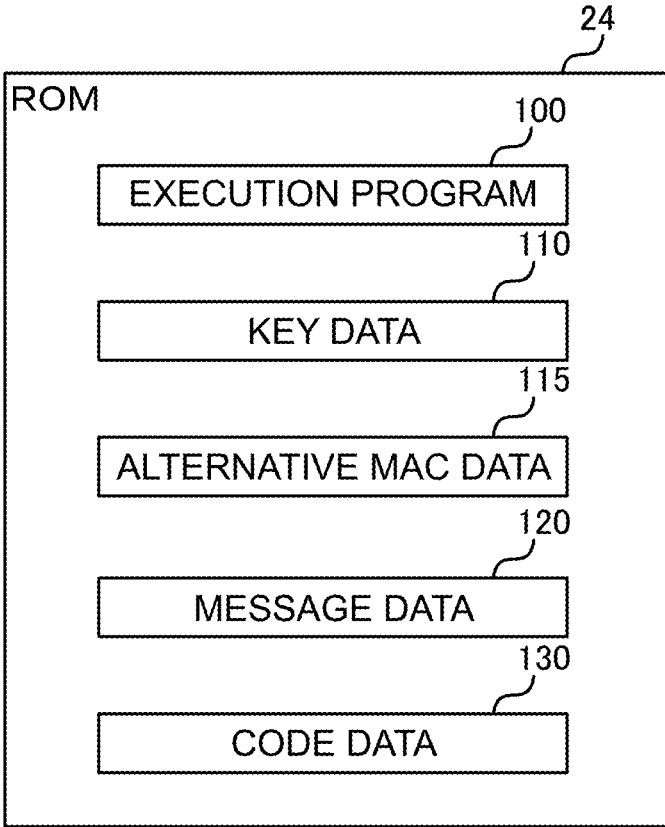 24
ROM
100
EXECUTION PROGRAM
110
KEY DATA
115
ALTERNATIVE MAC DATA
120
MESSAGE DATA
130
CODE DATA